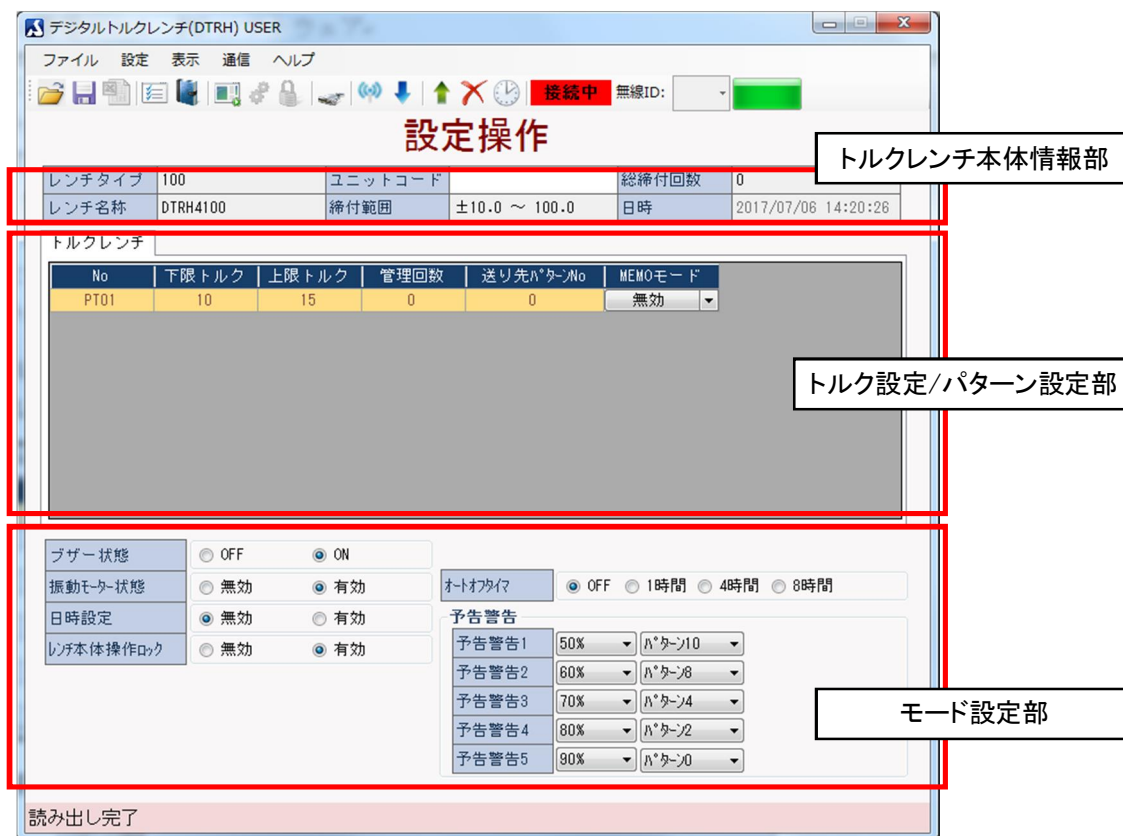 デジタルトルクレンチ(DTRH) USER
ファイル 設定 表示 通信 ヘルプ
接続中 無線ID:
設定操作
トルクレンチ本体情報部
レンチタイプ 100 ユニットコード 総締付回数 0
レンチ名称 DTRH4100 締付範囲 ±10.0 ～ 100.0 日時 2017/07/06 14:20:26
トルクレンチ
No 下限トルク 上限トルク 管理回数 送り先ﾊﾟﾀｰﾝNo MEMOモード
PT01 10 15 0 0 無効
トルク設定/パターン設定部
ブザー状態 OFF ON
振動ﾓｰﾀｰ状態 無効 有効 ｵｰﾄｵﾌﾀｲﾏ OFF 1時間 4時間 8時間
日時設定 無効 有効 予告警告
ﾚﾝﾁ本体操作ﾛｯｸ 無効 有効 予告警告1 50% ﾊﾟﾀｰﾝ10
予告警告2 60% ﾊﾟﾀｰﾝ8
予告警告3 70% ﾊﾟﾀｰﾝ4
モード設定部
予告警告4 80% ﾊﾟﾀｰﾝ2
予告警告5 90% ﾊﾟﾀｰﾝ0
読み出し完了